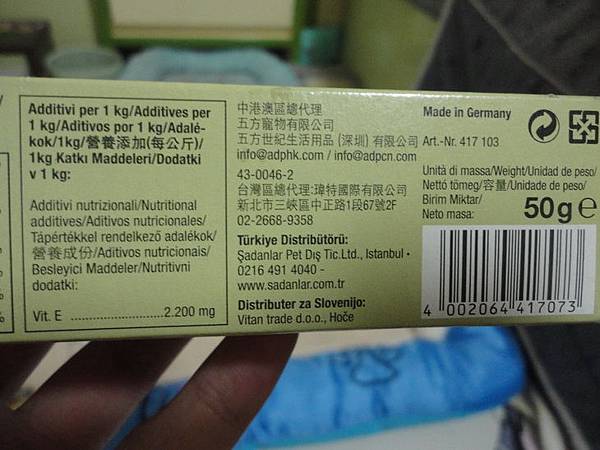 Additivi per 1 kg/Additives per
1 kg/Aditivos por 1 kg/Adalé-
kok/1kg/營養添加(每公斤)/
1kg Katkı Maddeleri/Dodatki
v 1 kg:
Additivi nutrizionali/Nutritional
additives/Aditivos nutricionales/
Tápértékkel rendelkező adalékok/
營養成份/Aditivos nutricionais/
Besleyici Maddeler/Nutritivni
dodatki:
Vit. E ............................ 2.200 mg
中港澳區總代理
五方寵物有限公司
五方世紀生活用品 (深圳) 有限公司
info@adphk.com / info@adpcn.com
43-0046-2
台灣區總代理:瑋特國際有限公司
新北市三峽區中正路1段67號2F
02-2668-9358
Türkiye Distribütörü:
Şadanlar Pet Dış Tic.Ltd., Istanbul •
0216 491 4040 -
www.sadanlar.com
Distributer za Slovenijo:
Vitan trade d.o.o., Hoče
Made in Germany
Art.-Nr. 417 103
Unità di massa/Weight/Unidad de peso/
Nettó tömeg/容量/Unidade de peso/
Birim Miktar/
Neto masa:
50g e
4 002064 417073